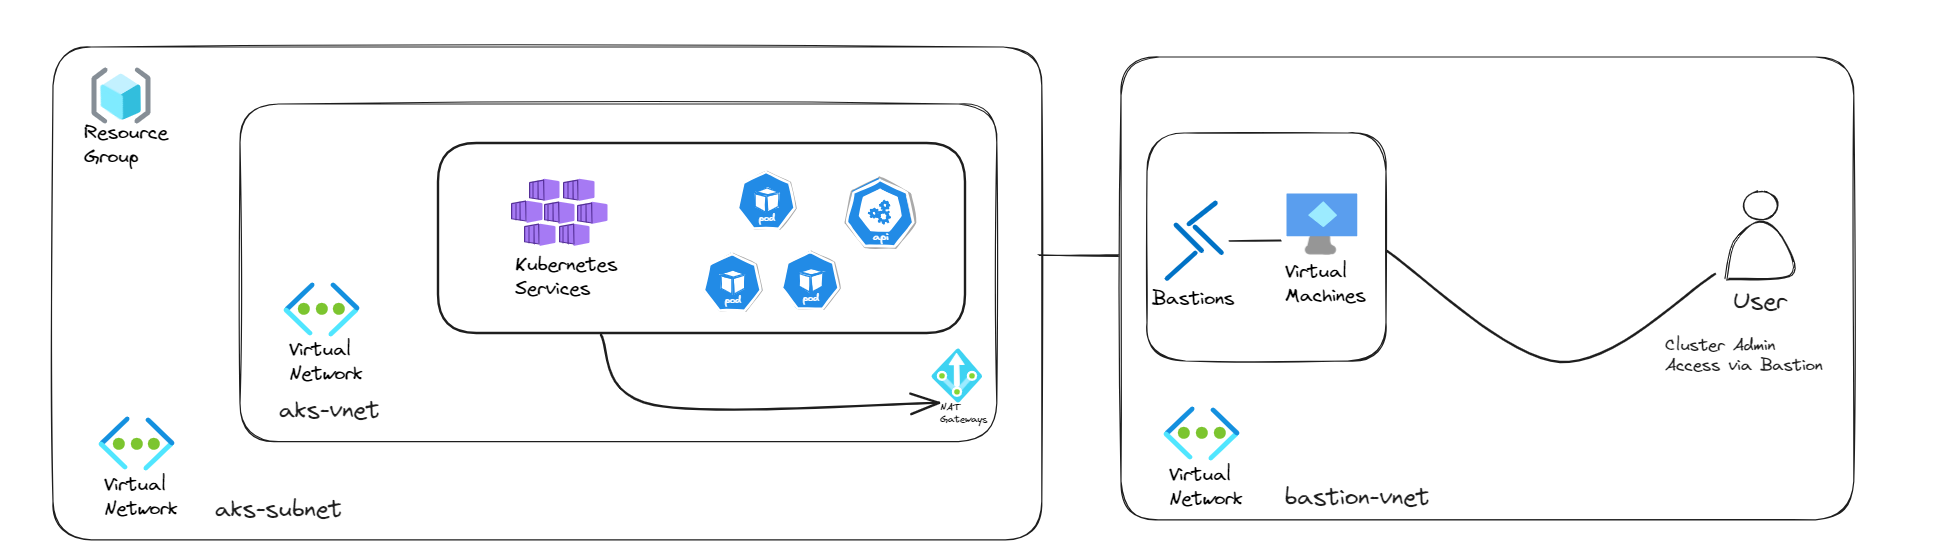 Resource
Group
Kubernetes
Services
pod
api
pod
pod
Virtual
Network
aks-vnet
NAT
Gateways
Virtual
Network
aks-subnet
Bastions
Virtual
Machines
User
Cluster Admin
Access via Bastion
Virtual
Network
bastion-vnet